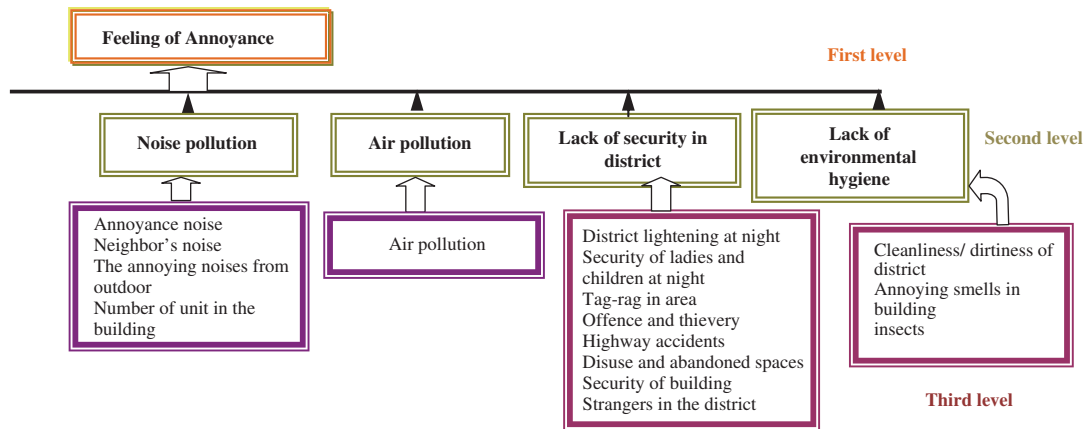 Feeling of Annoyance
First level
Noise pollution
Air pollution
Lack of security in
district
Lack of
environmental
hygiene
Second level
Annoyance noise
Neighbor's noise
The annoying noises from
outdoor
Number of unit in the
building
Air pollution
District lightening at night
Security of ladies and
children at night
Tag-rag in area
Offence and thievery
Highway accidents
Disuse and abandoned spaces
Security of building
Strangers in the district
Cleanliness/ dirtiness of
district
Annoying smells in
building
insects
Third level